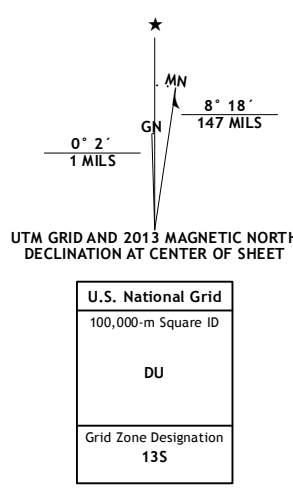 ★
MN
8° 18´
147 MILS
GN
0° 2´
1 MILS
UTM GRID AND 2013 MAGNETIC NORTH
DECLINATION AT CENTER OF SHEET
U.S. National Grid
100,000-m Square ID
DU
Grid Zone Designation
13S